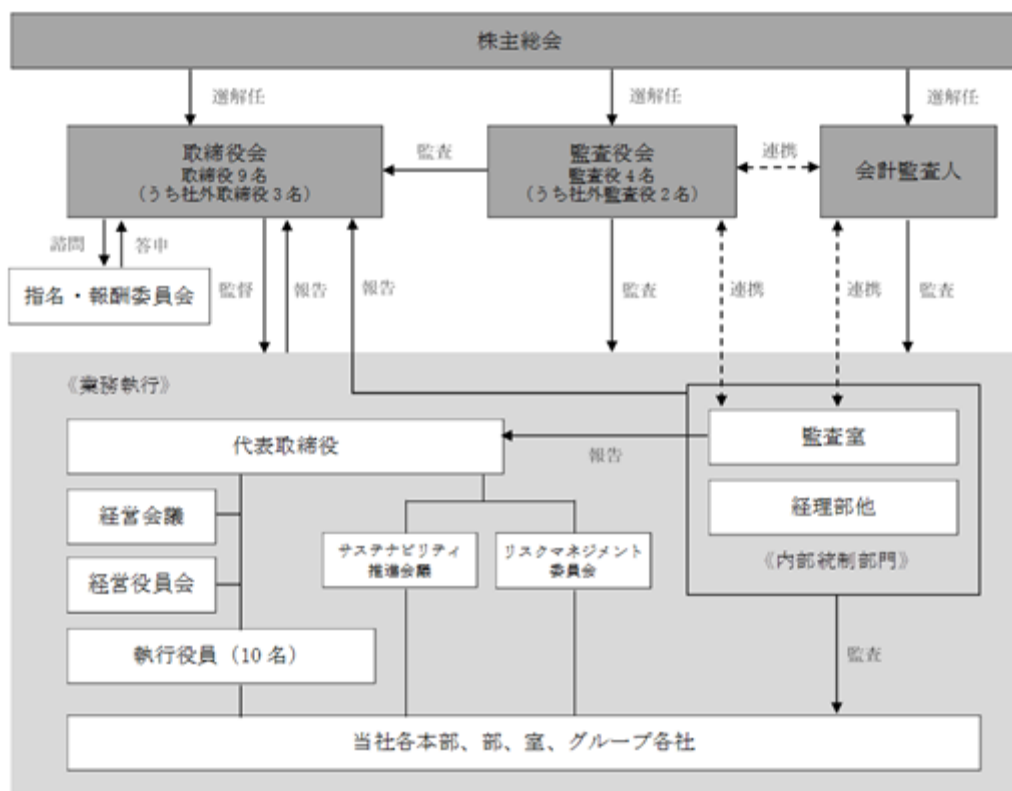 株主総会
選解任
選解任
選解任
取締役会
取締役9名
(うち社外取締役3名)
監査
監査役会
監査役4名
(うち社外監査役2名)
連携
会計監査人
諮問
答申
指名・報酬委員会
監督
報告
報告
監査
連携
連携
監査
《業務執行》
代表取締役
報告
監査室
経営会議
経理部他
サステナビリティ
推進会議
リスクマネジメント
委員会
《内部統制部門》
経営役員会
執行役員(10名)
監査
当社各本部、部、室、グループ各社